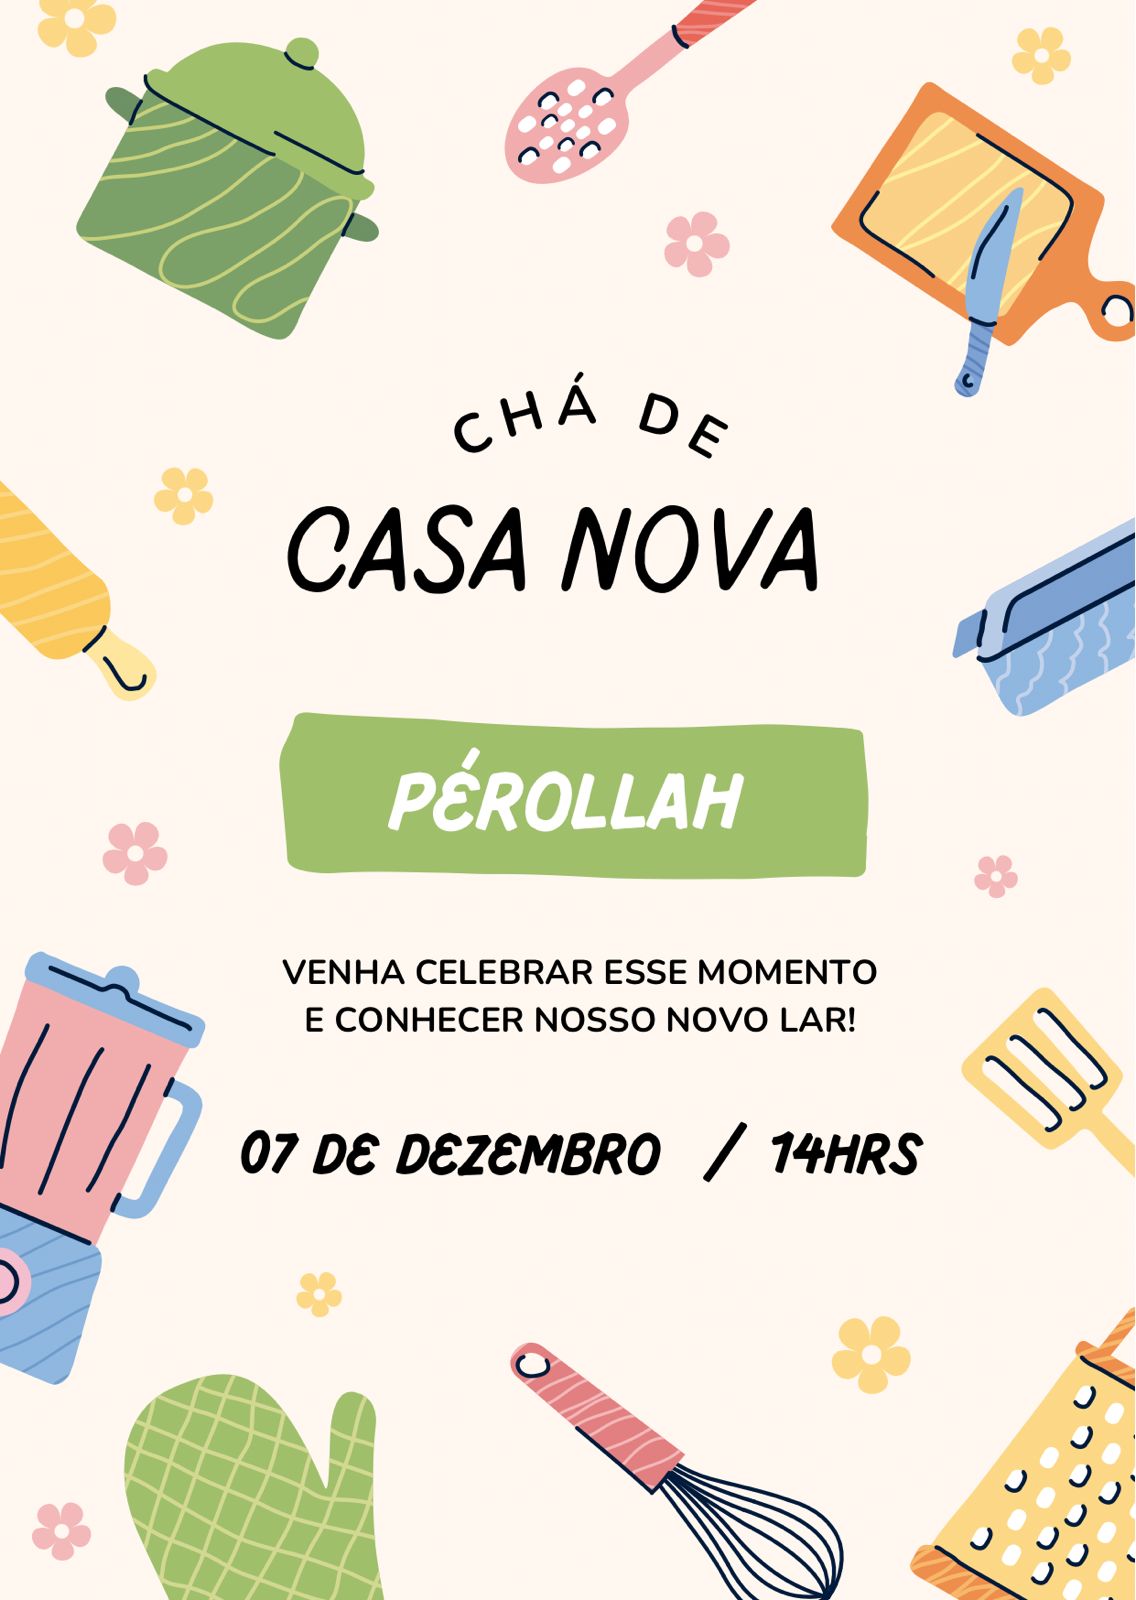 CHÁ DE
CASA NOVA
PÉROLLAH
VENHA CELEBRAR ESSE MOMENTO
E CONHECER NOSSO NOVO LAR!
07 DE DEZEMBRO / 14HRS